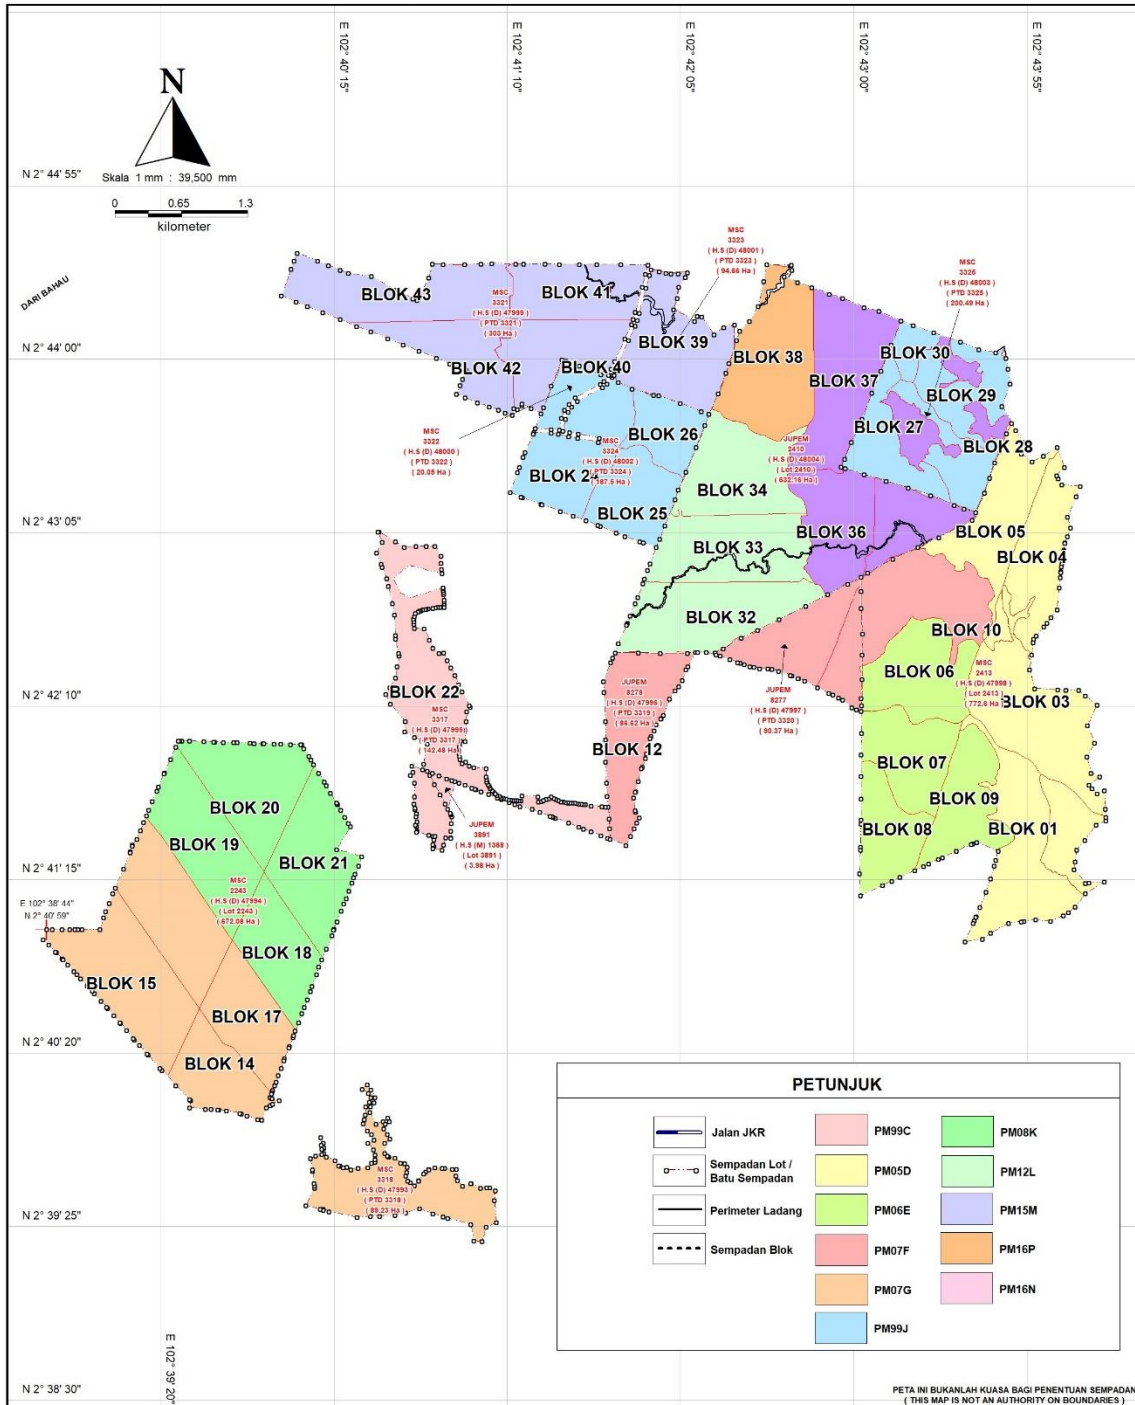 E 102° 40' 15"
E 102° 41' 10"
E 102° 42' 05"
E 102° 43' 00"
E 102° 43' 55"
N
Skala 1 mm : 39,500 mm
0 0.65 1.3
kilometer
N 2° 44' 55"
DARI BAHAU
MSC
3323
( H.S (D) 48001 )
( PTD 3323 )
( 94.66 Ha )
MSC
3325
( H.S (D) 48003 )
( PTD 3325 )
( 200.49 Ha )
BLOK 43
BLOK 41
MSC
3321
( H.S (D) 47999 )
( PTD 3321 )
( 303 Ha )
BLOK 39
BLOK 38
BLOK 30
N 2° 44' 00"
BLOK 42
BLOK 40
BLOK 37
BLOK 29
MSC
3322
( H.S (D) 48000 )
( PTD 3322 )
( 20.05 Ha )
BLOK 26
BLOK 27
BLOK 28
MSC
3324
( H.S (D) 48002 )
( PTD 3324 )
( 187.5 Ha )
JUPEM
2410
( H.S (D) 48004 )
( Lot 2410 )
( 632.16 Ha )
BLOK 2
BLOK 34
BLOK 25
N 2° 43' 05"
BLOK 33
BLOK 36
BLOK 05
BLOK 04
BLOK 32
BLOK 10
BLOK 06
MSC
2413
( H.S (D) 47998 )
( Lot 2413 )
( 772.6 Ha )
BLOK 03
N 2° 42' 10"
BLOK 22
MSC
3317
( H.S (D) 47995 )
( PTD 3317 )
( 142.48 Ha )
JUPEM
8278
( H.S (D) 47996 )
( PTD 3319 )
( 86.62 Ha )
JUPEM
8277
( H.S (D) 47997 )
( PTD 3320 )
( 90.37 Ha )
BLOK 12
BLOK 07
BLOK 09
BLOK 08
BLOK 01
BLOK 20
BLOK 19
BLOK 21
JUPEM
3891
( H.S (M) 1368 )
( Lot 3891 )
( 3.98 Ha )
N 2° 41' 15"
MSC
2243
( H.S (D) 47994 )
( Lot 2243 )
( 672.08 Ha )
E 102° 38' 44"
N 2° 40' 59"
BLOK 18
BLOK 15
BLOK 17
N 2° 40' 20"
BLOK 14
MSC
3318
( H.S (D) 47993 )
( PTD 3318 )
( 89.23 Ha )
N 2° 39' 25"
E 102° 39' 20"
N 2° 38' 30"
PETUNJUK
Jalan JKR
Sempadan Lot /
Batu Sempadan
Perimeter Ladang
Sempadan Blok
PM99C
PM05D
PM06E
PM07F
PM07G
PM99J
PM08K
PM12L
PM15M
PM16P
PM16N
PETA INI BUKANLAH KUASA BAGI PENENTUAN SEMPADAN
( THIS MAP IS NOT AN AUTHORITY ON BOUNDARIES )